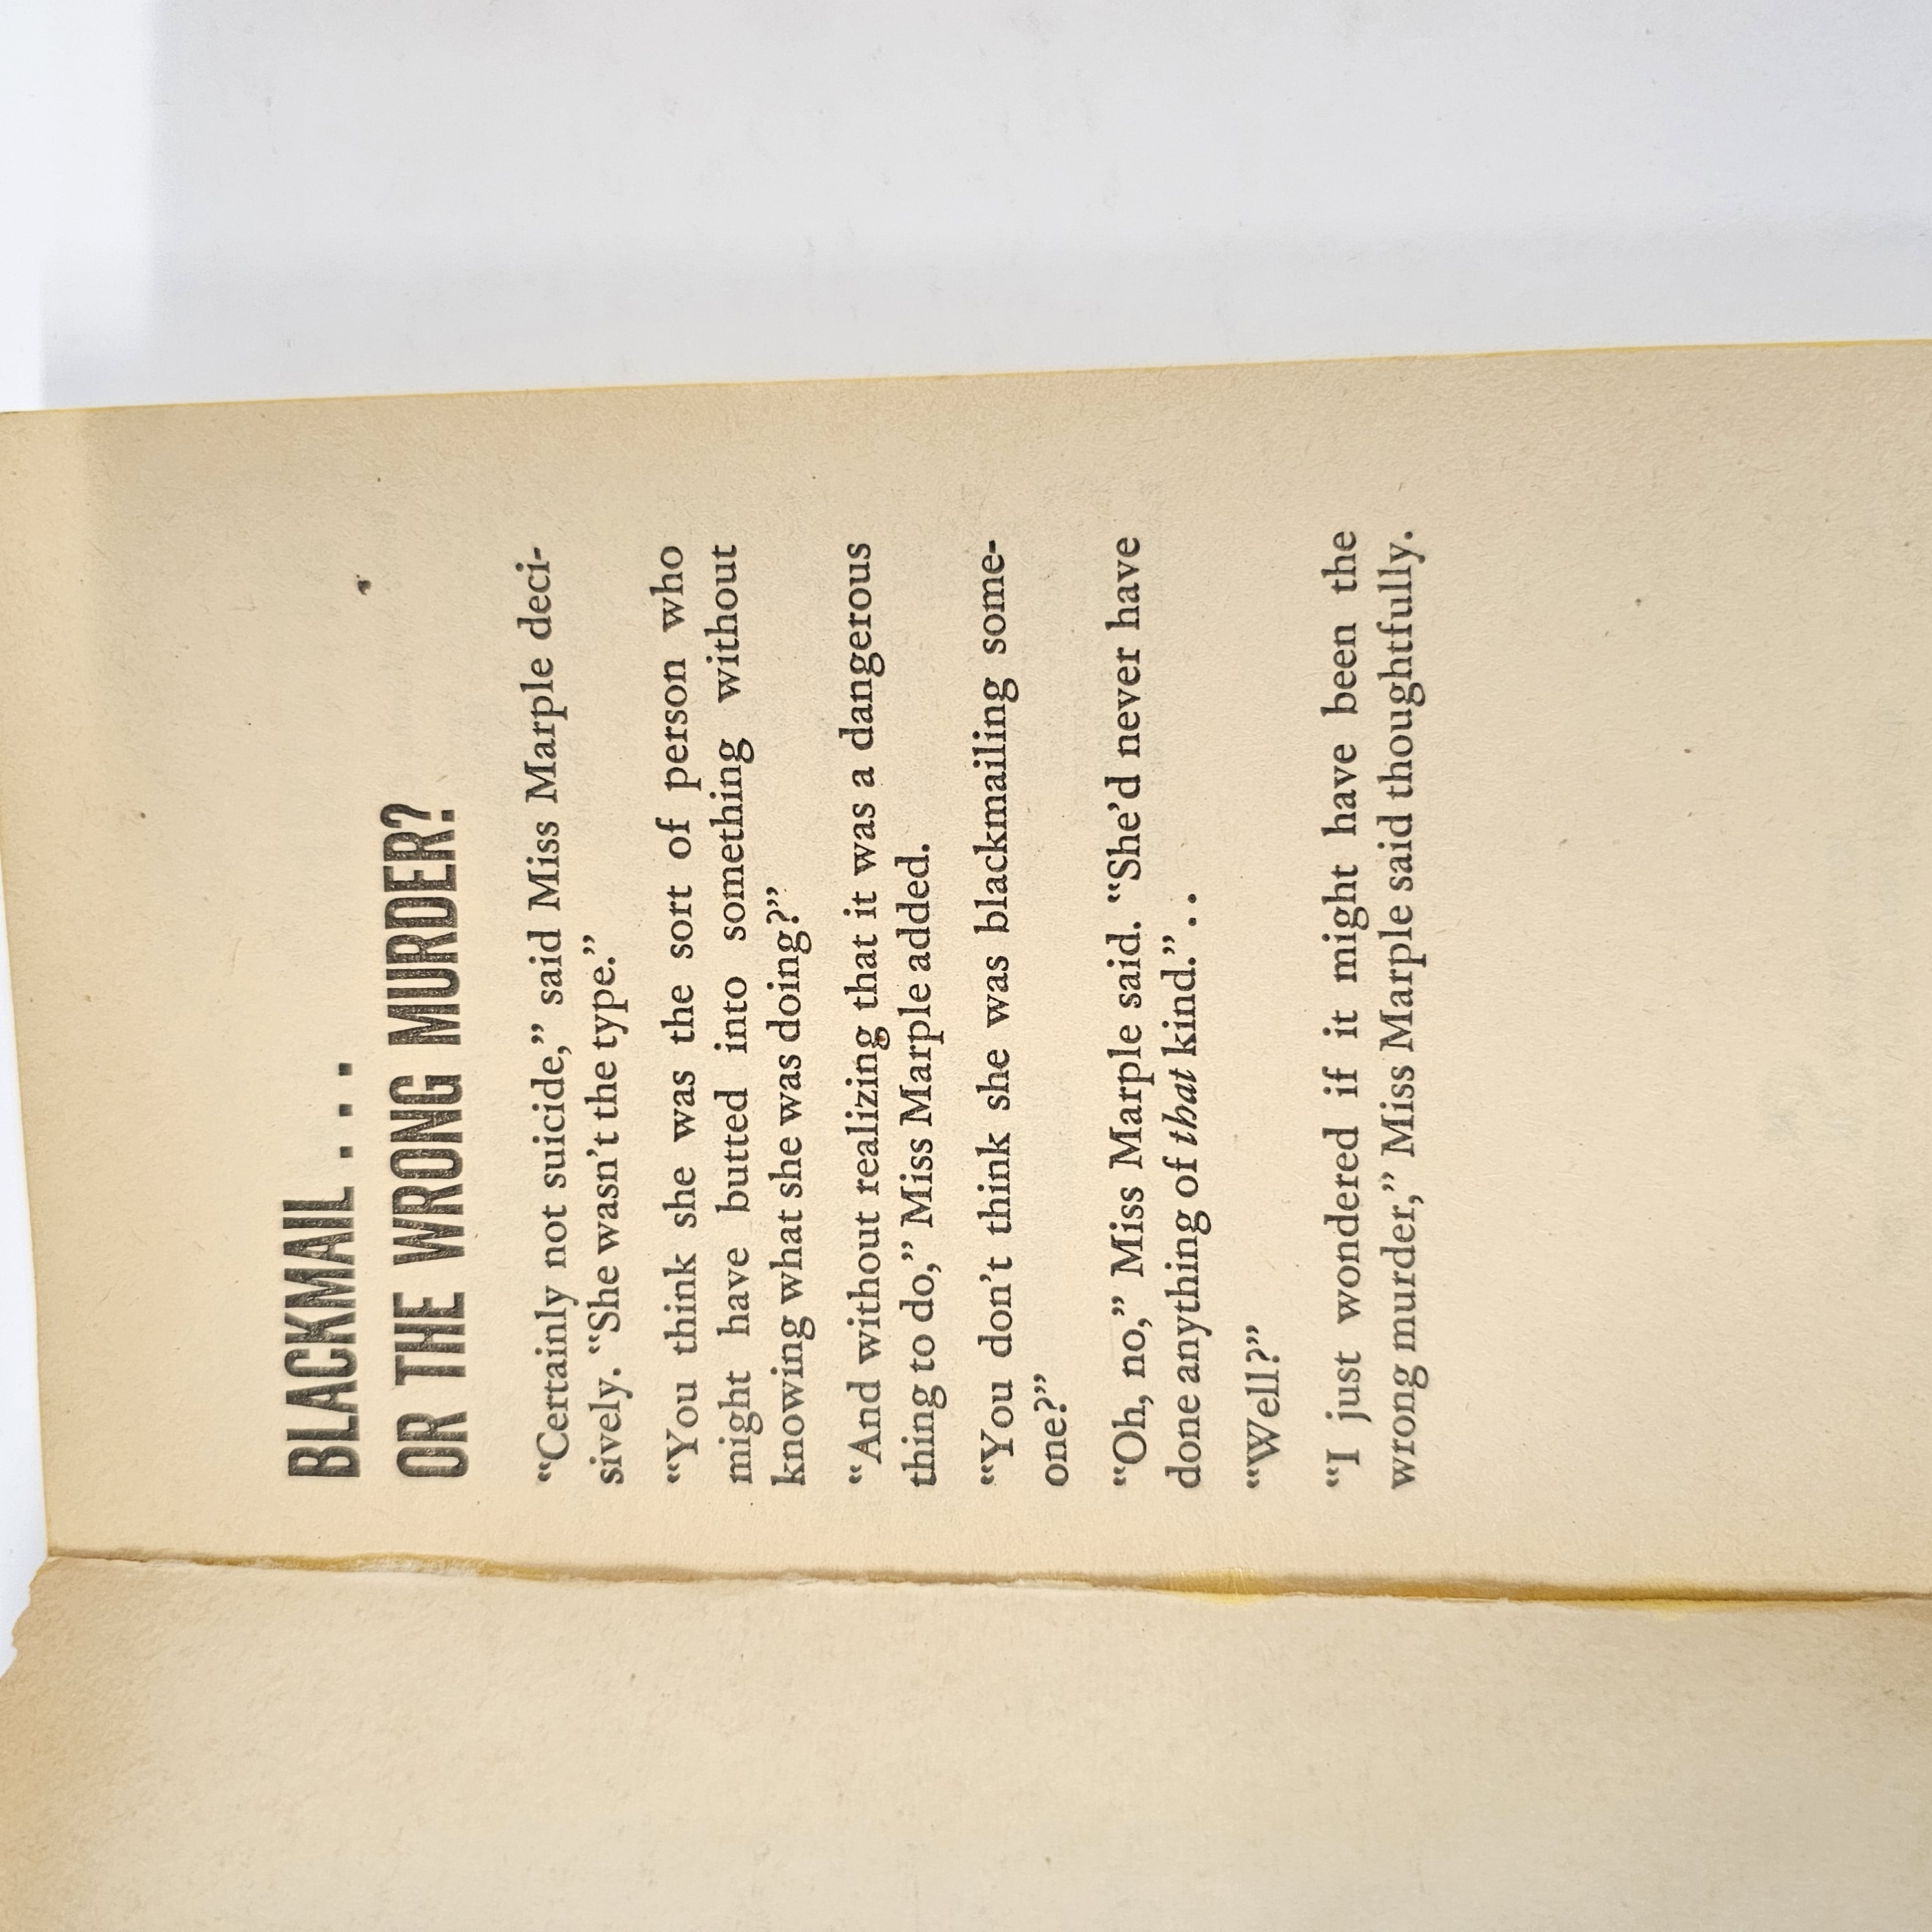 BLACKMAIL . . .
OR THE WRONG MURDER?
“Certainly not suicide,” said Miss Marple deci-
sively. “She wasn’t the type.”
“You think she was the sort of person who
might have butted into something without
knowing what she was doing?”
“And without realizing that it was a dangerous
thing to do,” Miss Marple added.
“You don’t think she was blackmailing some-
one?”
“Oh, no,” Miss Marple said. “She’d never have
done anything of that kind.”. .
“Well?”
“I just wondered if it might have been the
wrong murder,” Miss Marple said thoughtfully.